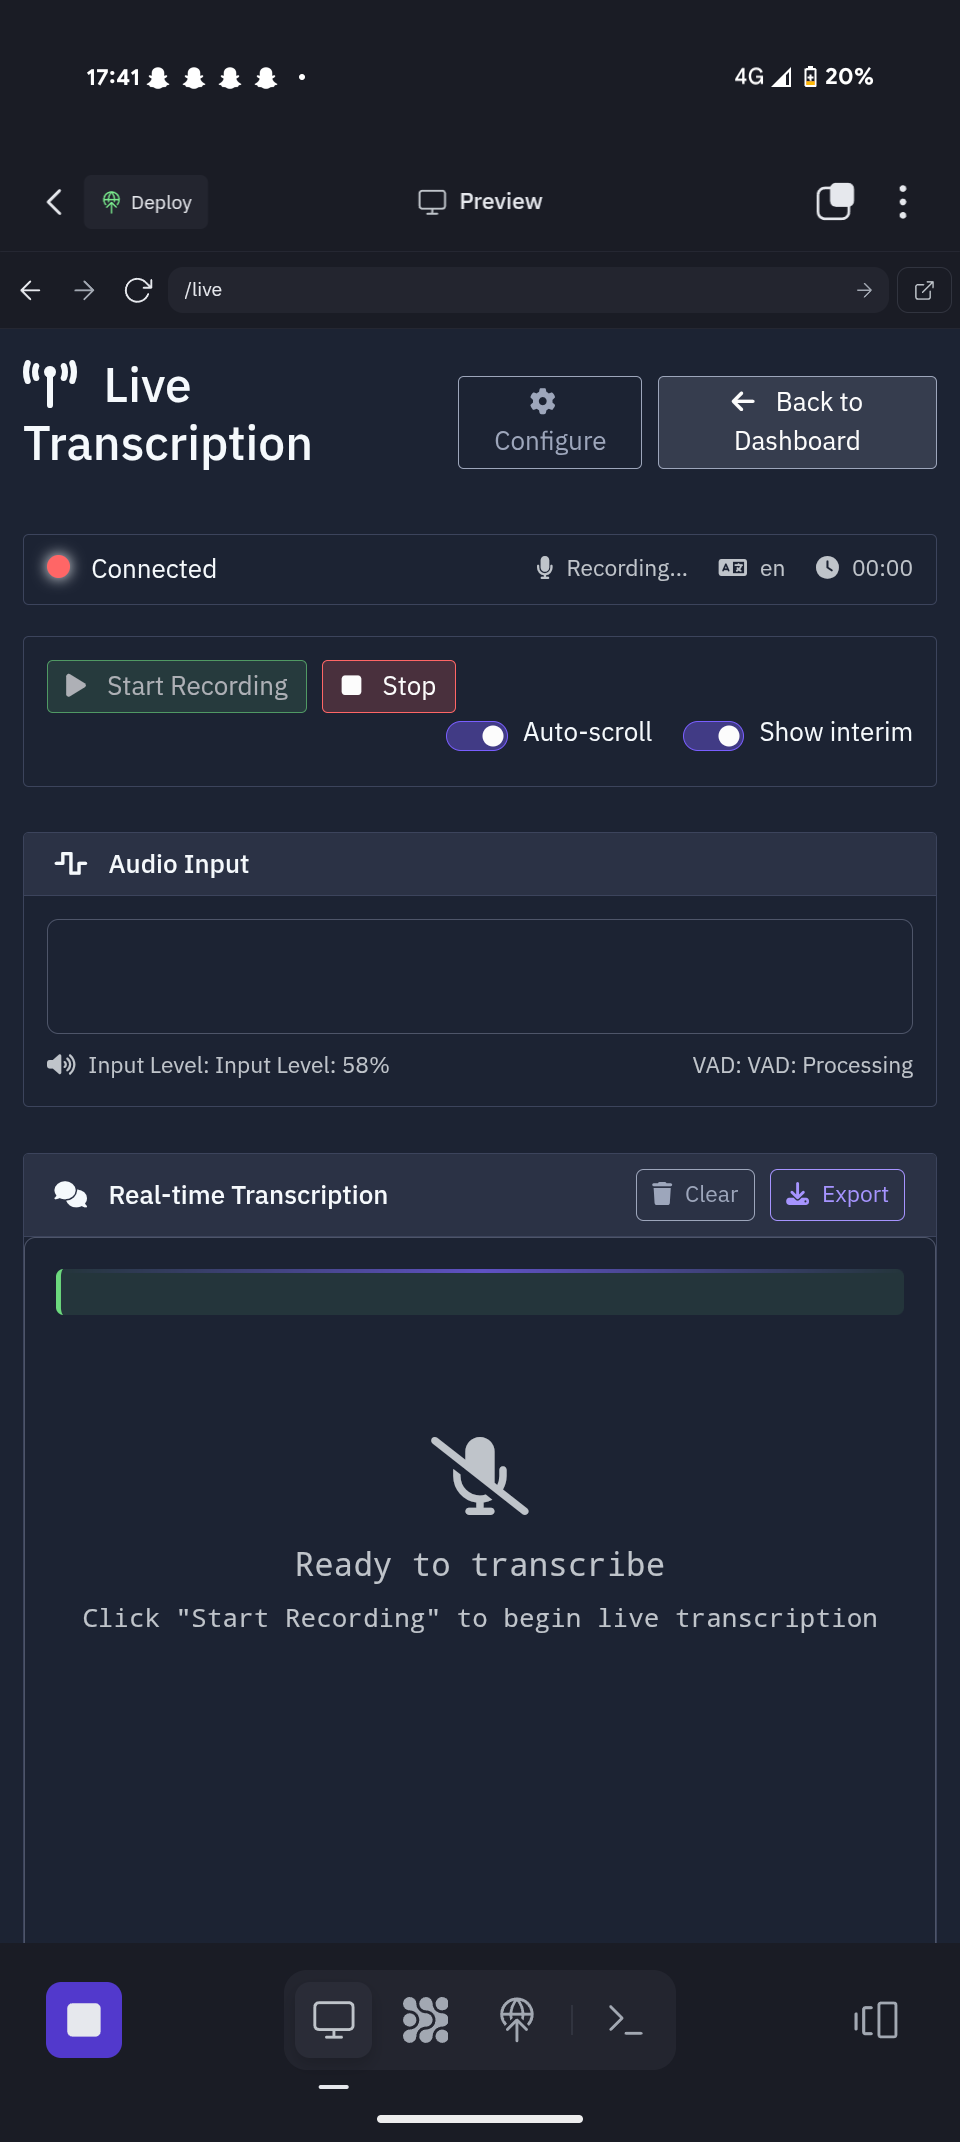 17:41
4G 20%
Deploy
Preview
/live
Live
Transcription
Configure
Back to
Dashboard
Connected
Recording...
en
00:00
Start Recording
Stop
Auto-scroll
Show interim
Audio Input
Input Level: Input Level: 58%
VAD: VAD: Processing
Real-time Transcription
Clear
Export
Ready to transcribe
Click "Start Recording" to begin live transcription